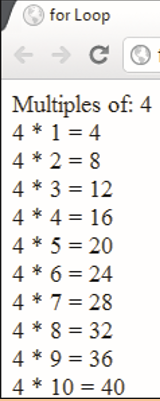 for Loop
Multiples of: 4
4 * 1 = 4
4 * 2 = 8
4 * 3 = 12
4 * 4 = 16
4 * 5 = 20
4 * 6 = 24
4 * 7 = 28
4 * 8 = 32
4 * 9 = 36
4 * 10 = 40